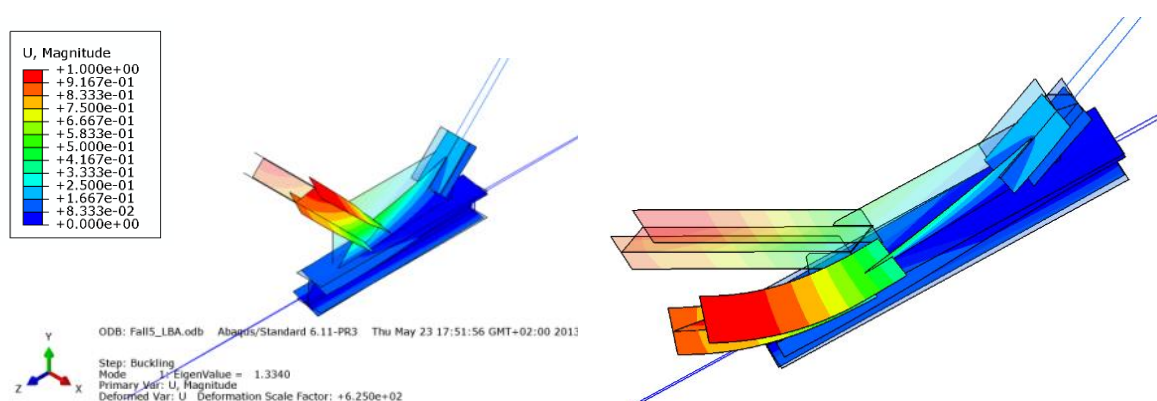 U, Magnitude
+1.000e+00
+9.167e-01
+8.333e-01
+7.500e-01
+6.667e-01
+5.833e-01
+5.000e-01
+4.167e-01
+3.333e-01
+2.500e-01
+1.667e-01
+8.333e-02
+0.000e+00
Y
Z X
ODB: Fall5_LBA.odb Abaqus/Standard 6.11-PR3 Thu May 23 17:51:56 GMT+02:00 2013
Step: Buckling
Mode 1: EigenValue = 1.3340
Primary Var: U, Magnitude
Deformed Var: U Deformation Scale Factor: +6.250e+02